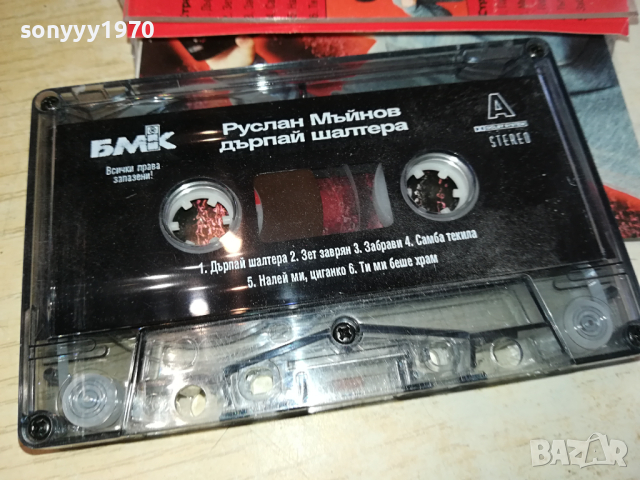 sonyyy1970
БМК
Всички права
запазени!
Руслан Мъйнов
дърпай шалтера
A
STEREO
1. Дърпай шалтера 2. Зет заврян 3. Забрави 4. Самба текила
5. Налей ми, циганко 6. Ти ми беше храм
BAZAR